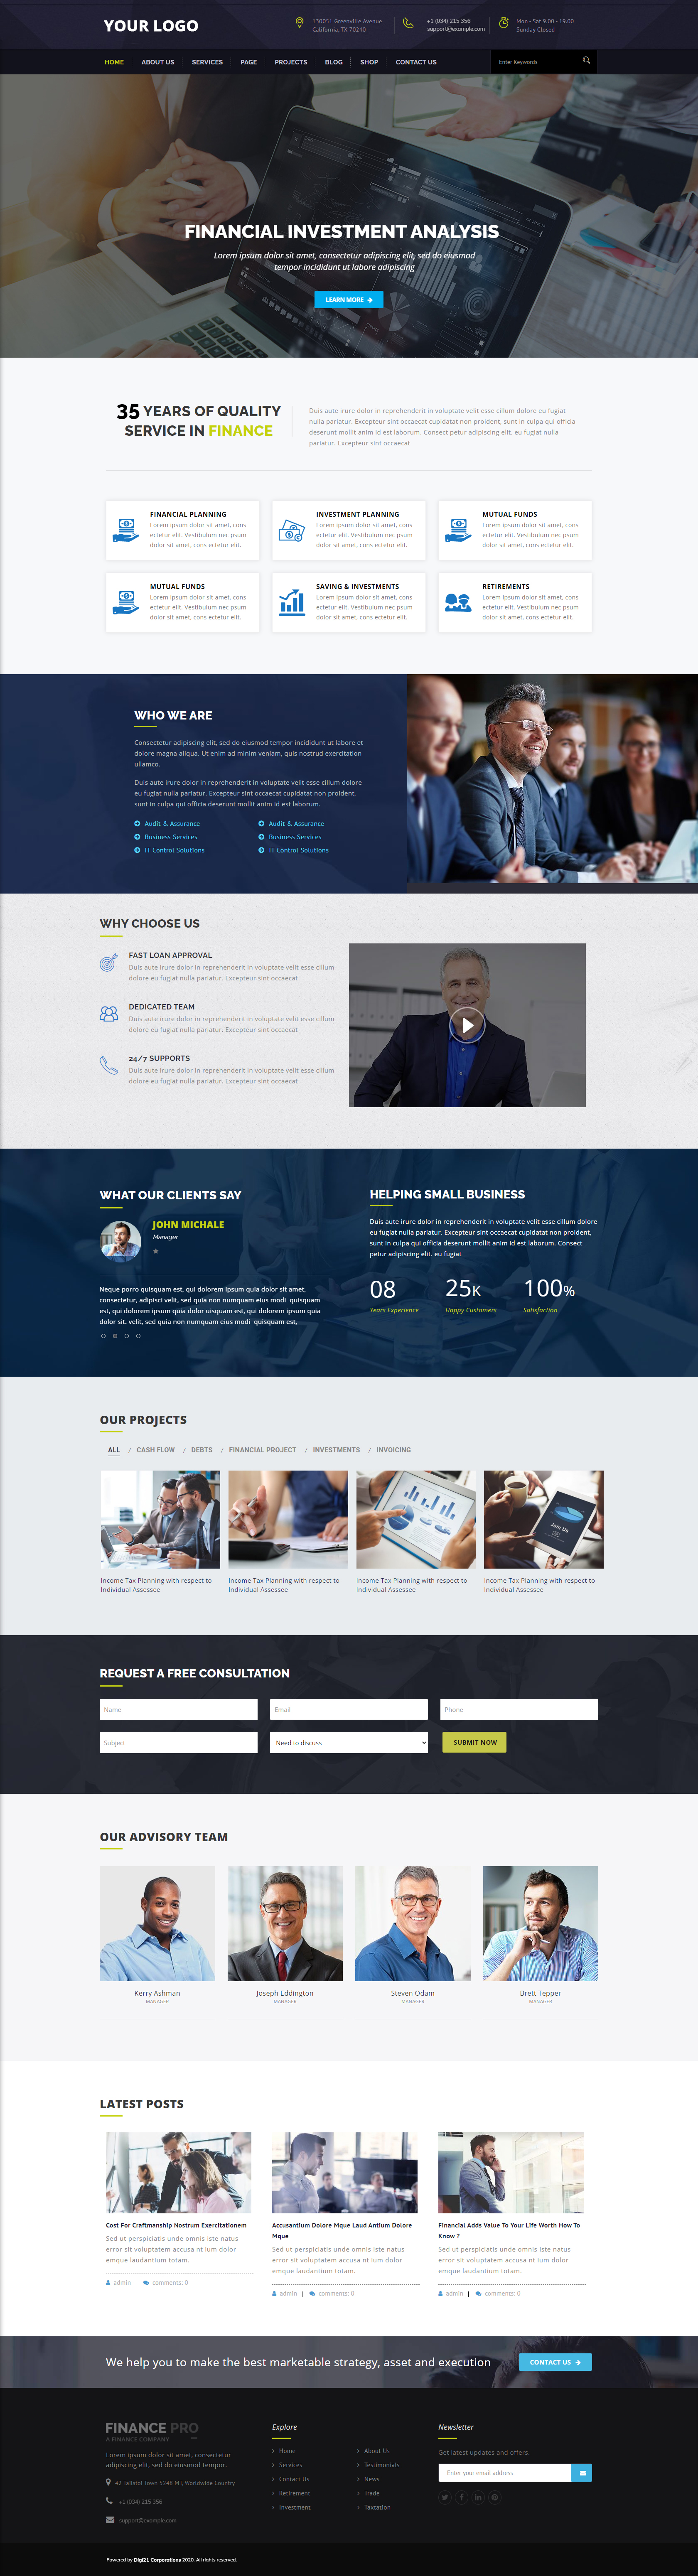 YOUR LOGO
130051 Greenville Avenue
California, TX 70240
+1 (034) 215 356
support@example.com
Mon - Sat 9.00 - 19.00
Sunday Closed
HOME ABOUT US SERVICES PAGE PROJECTS BLOG SHOP CONTACT US
Enter Keywords
FINANCIAL INVESTMENT ANALYSIS
Lorem ipsum dolor sit amet, consectetur adipiscing elit, sed do eiusmod
tempor incididunt ut labore adipiscing
LEARN MORE
35 YEARS OF QUALITY
SERVICE IN FINANCE
Duis aute irure dolor in reprehenderit in voluptate velit esse cillum dolore eu fugiat
nulla pariatur. Excepteur sint occaecat cupidatat non proident, sunt in culpa qui officia
deserunt mollit anim id est laborum. Consect petur adipiscing elit. eu fugiat nulla
pariatur. Excepteur sint occaecat
FINANCIAL PLANNING
Lorem ipsum dolor sit amet, cons
ectetur elit. Vestibulum nec psum
dolor sit amet, cons ectetur elit.
INVESTMENT PLANNING
Lorem ipsum dolor sit amet, cons
ectetur elit. Vestibulum nec psum
dolor sit amet, cons ectetur elit.
MUTUAL FUNDS
Lorem ipsum dolor sit amet, cons
ectetur elit. Vestibulum nec psum
dolor sit amet, cons ectetur elit.
MUTUAL FUNDS
Lorem ipsum dolor sit amet, cons
ectetur elit. Vestibulum nec psum
dolor sit amet, cons ectetur elit.
SAVING & INVESTMENTS
Lorem ipsum dolor sit amet, cons
ectetur elit. Vestibulum nec psum
dolor sit amet, cons ectetur elit.
RETIREMENTS
Lorem ipsum dolor sit amet, cons
ectetur elit. Vestibulum nec psum
dolor sit amet, cons ectetur elit.
WHO WE ARE
Consectetur adipiscing elit, sed do eiusmod tempor incididunt ut labore et
dolore magna aliqua. Ut enim ad minim veniam, quis nostrud exercitation
ullamco.
Duis aute irure dolor in reprehenderit in voluptate velit esse cillum dolore
eu fugiat nulla pariatur. Excepteur sint occaecat cupidatat non proident,
sunt in culpa qui officia deserunt mollit anim id est laborum.
Audit & Assurance
Business Services
IT Control Solutions
Audit & Assurance
Business Services
IT Control Solutions
WHY CHOOSE US
FAST LOAN APPROVAL
Duis aute irure dolor in reprehenderit in voluptate velit esse cillum
dolore eu fugiat nulla pariatur. Excepteur sint occaecat
DEDICATED TEAM
Duis aute irure dolor in reprehenderit in voluptate velit esse cillum
dolore eu fugiat nulla pariatur. Excepteur sint occaecat
24/7 SUPPORTS
Duis aute irure dolor in reprehenderit in voluptate velit esse cillum
dolore eu fugiat nulla pariatur. Excepteur sint occaecat
WHAT OUR CLIENTS SAY
JOHN MICHALE
Manager
Neque porro quisquam est, qui dolorem ipsum quia dolor sit amet,
consectetur, adipisci velit, sed quia non numquam eius modi quisquam
est, qui dolorem ipsum quia dolor uisquam est, qui dolorem ipsum quia
dolor sit. velit, sed quia non numquam eius modi quisquam est,
HELPING SMALL BUSINESS
Duis aute irure dolor in reprehenderit in voluptate velit esse cillum dolore
eu fugiat nulla pariatur. Excepteur sint occaecat cupidatat non proident,
sunt in culpa qui officia deserunt mollit anim id est laborum. Consect
petur adipiscing elit. eu fugiat
08
Years Experience
25K
Happy Customers
100%
Satisfaction
OUR PROJECTS
ALL / CASH FLOW / DEBTS / FINANCIAL PROJECT / INVESTMENTS / INVOICING
Join Us
Income Tax Planning with respect to
Individual Assessee
Income Tax Planning with respect to
Individual Assessee
Income Tax Planning with respect to
Individual Assessee
Income Tax Planning with respect to
Individual Assessee
REQUEST A FREE CONSULTATION
Name
Email
Phone
Subject
Need to discuss
SUBMIT NOW
OUR ADVISORY TEAM
Kerry Ashman
MANAGER
Joseph Eddington
MANAGER
Steven Odam
MANAGER
Brett Tepper
MANAGER
LATEST POSTS
Cost For Craftmanship Nostrum Exercitationem
Sed ut perspiciatis unde omnis iste natus
error sit voluptatem accusa nt ium dolor
emque laudantium totam.
admin | comments: 0
Accusantium Dolore Mque Laud Antium Dolore
Mque
Sed ut perspiciatis unde omnis iste natus
error sit voluptatem accusa nt ium dolor
emque laudantium totam.
admin | comments: 0
Financial Adds Value To Your Life Worth How To
Know ?
Sed ut perspiciatis unde omnis iste natus
error sit voluptatem accusa nt ium dolor
emque laudantium totam.
admin | comments: 0
We help you to make the best marketable strategy, asset and execution
CONTACT US
FINANCE PRO
A FINANCE COMPANY
Lorem ipsum dolor sit amet, consectetur
adipiscing elit, sed do eiusmod tempor.
42 Tailstoi Town 5248 MT, Worldwide Country
+1 (034) 215 356
support@example.com
Explore
Home
Services
Contact Us
Retirement
Investment
About Us
Testimonials
News
Trade
Taxtation
Newsletter
Get latest updates and offers.
Enter your email address
Powered by Digi21 Corporations 2020. All rights reserved.